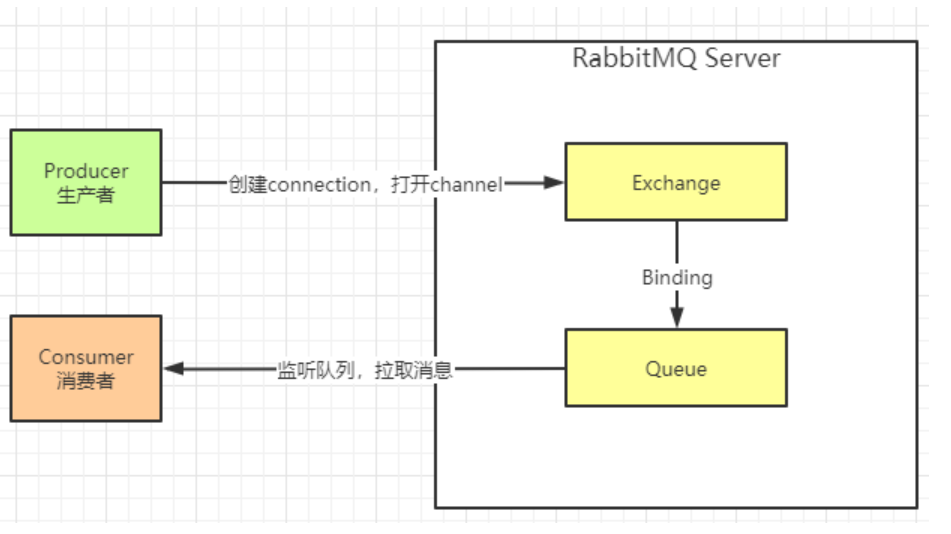 RabbitMQ Server
Producer
生产者
创建connection，打开channel
Exchange
Binding
Consumer
消费者
监听队列，拉取消息
Queue